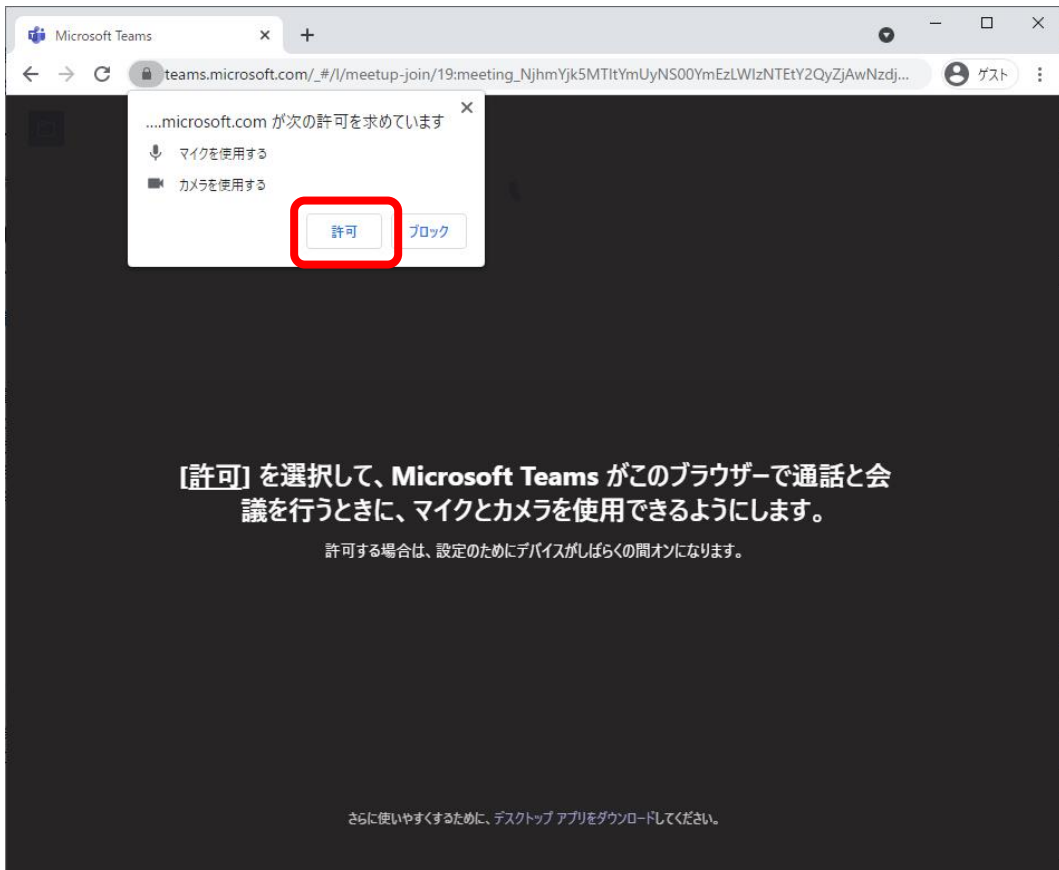 Microsoft Teams
teams.microsoft.com/_#/l/meetup-join/19:meeting_NjhmYjk5MTItYmUyNS00YmEzLWIzNTEtY2QyZjAwNzdj...
ゲスト
....microsoft.com が次の許可を求めています
マイクを使用する
カメラを使用する
許可 ブロック
[許可] を選択して、Microsoft Teams がこのブラウザーで通話と会
議を行うときに、マイクとカメラを使用できるようにします。
許可する場合は、設定のためにデバイスがしばらくの間オンになります。
さらに使いやすくするために、デスクトップ アプリをダウンロードしてください。